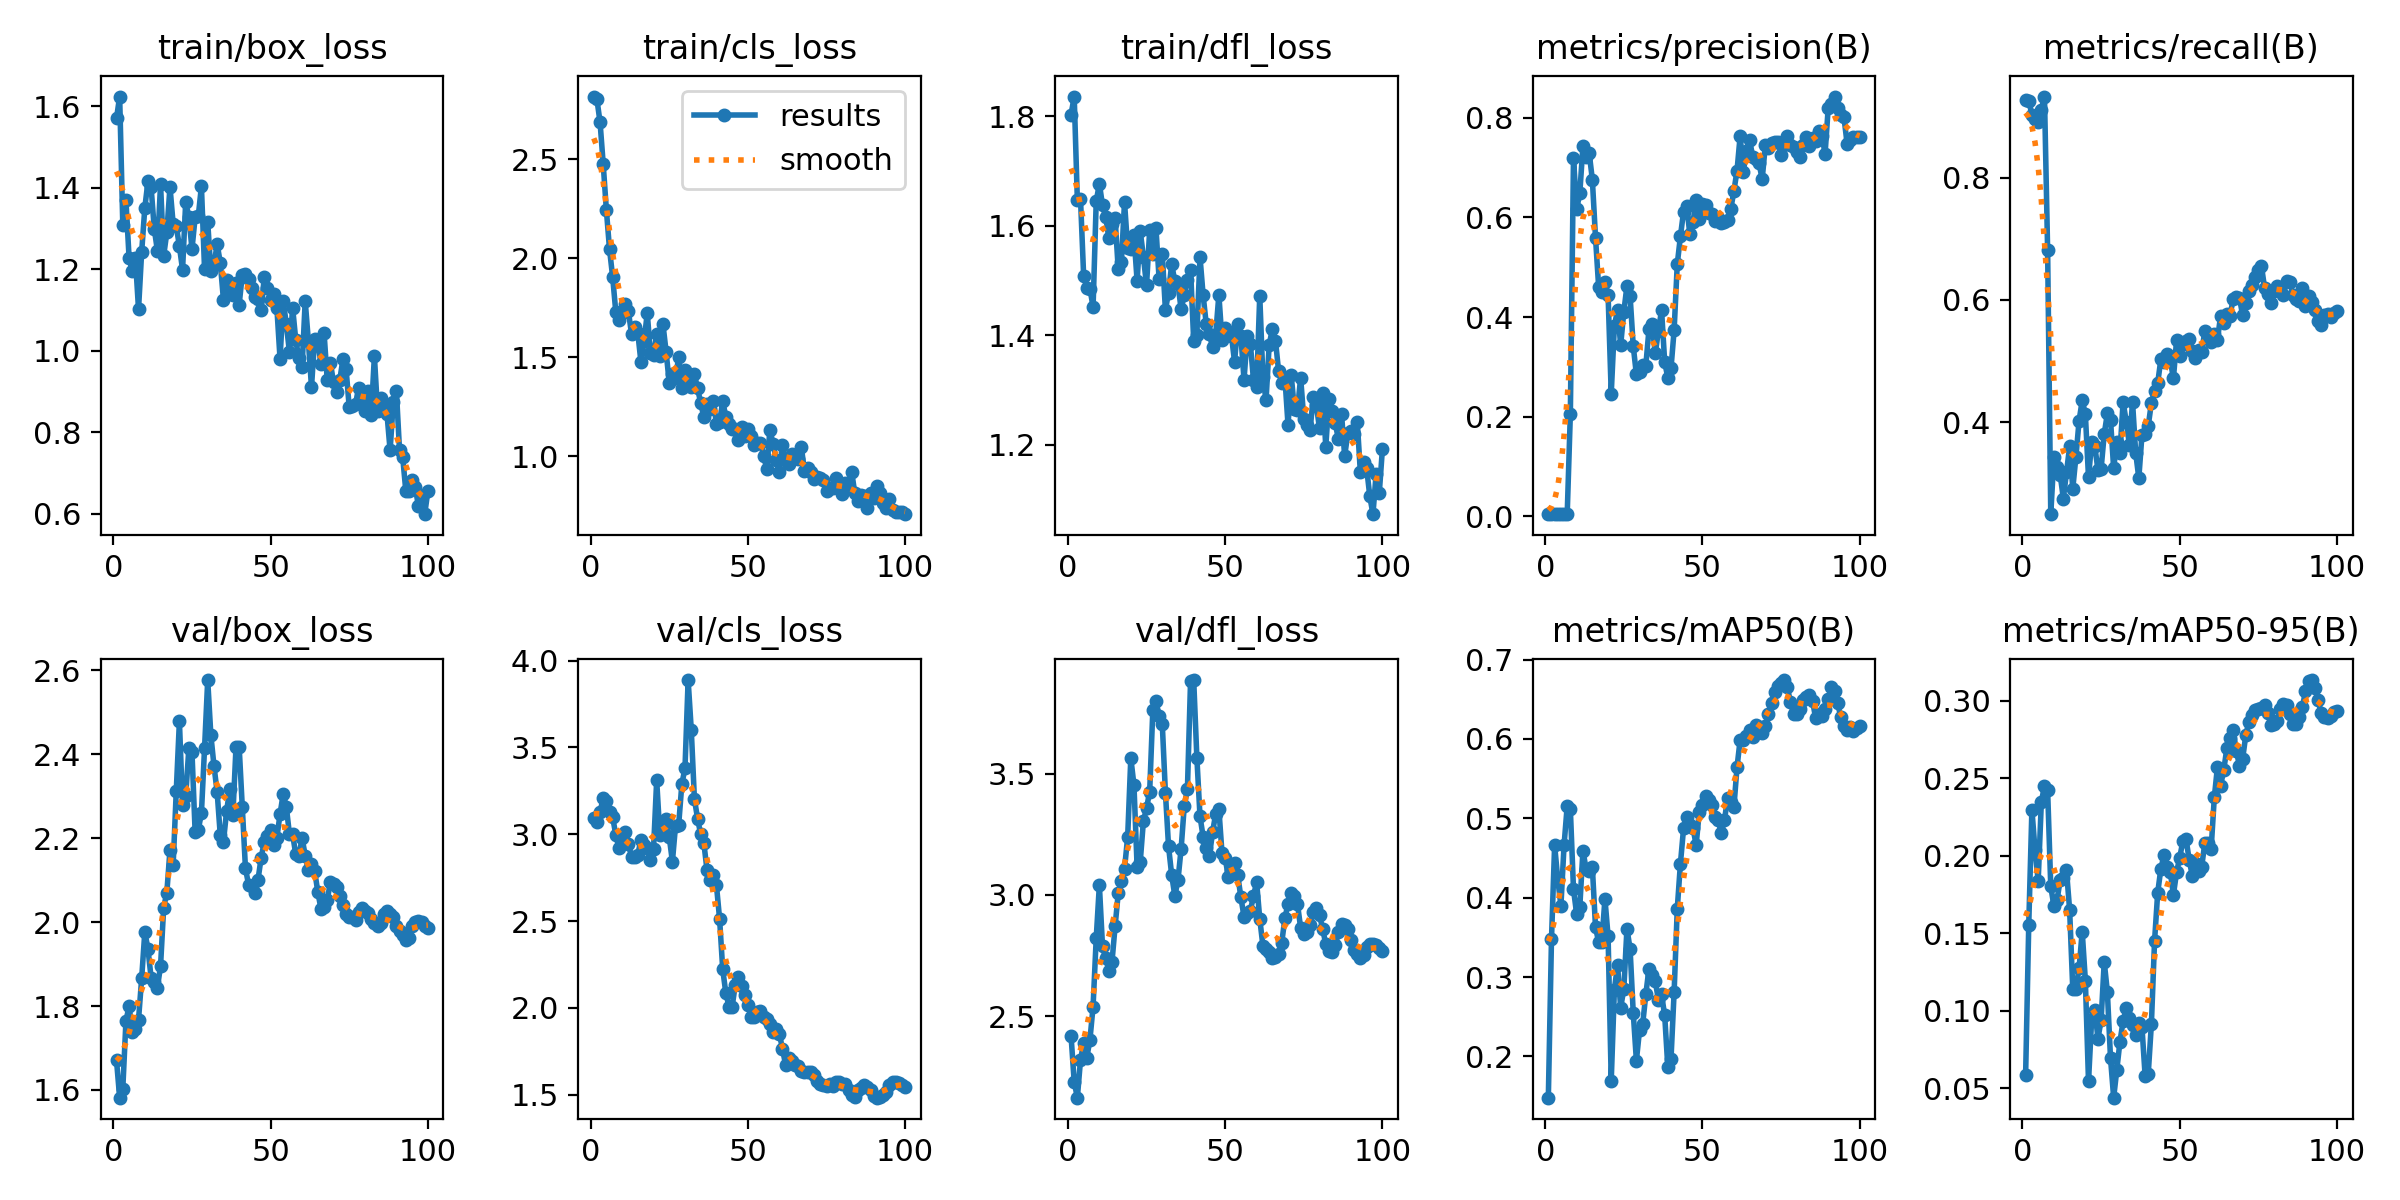 train/box_loss
train/cls_loss
train/dfl_loss
metrics/precision(B)
metrics/recall(B)
1.6
1.4
1.2
1.0
0.8
0.6
0 50 100
results
smooth
2.5
2.0
1.5
1.0
0 50 100
1.8
1.6
1.4
1.2
0 50 100
0.8
0.6
0.4
0.2
0.0
0 50 100
0.8
0.6
0.4
0 50 100
val/box_loss
val/cls_loss
val/dfl_loss
metrics/mAP50(B)
metrics/mAP50-95(B)
2.6
2.4
2.2
2.0
1.8
1.6
0 50 100
4.0
3.5
3.0
2.5
2.0
1.5
0 50 100
3.5
3.0
2.5
0 50 100
0.7
0.6
0.5
0.4
0.3
0.2
0 50 100
0.30
0.25
0.20
0.15
0.10
0.05
0 50 100